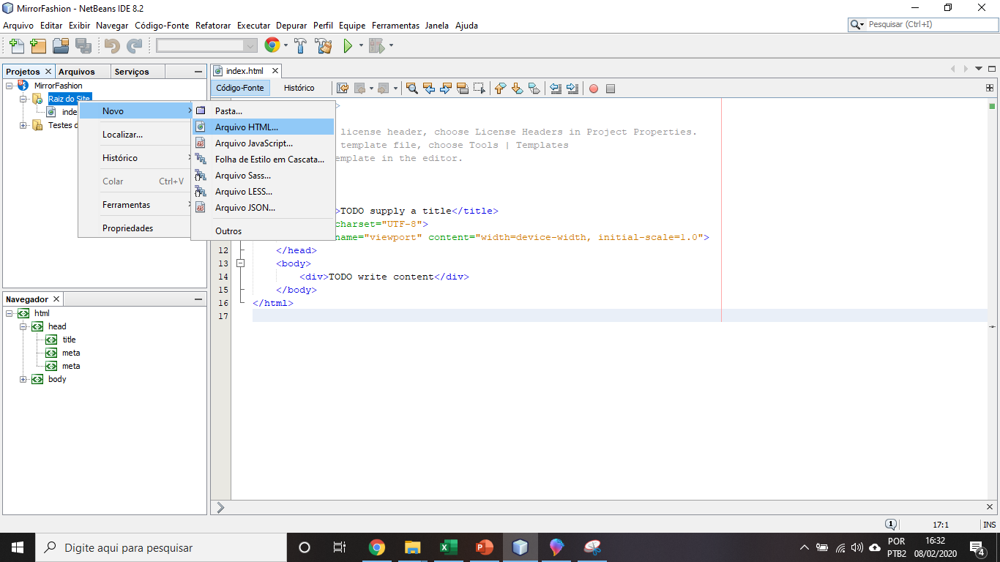 MirrorFashion - NetBeans IDE 8.2
Arquivo Editar Exibir Navegar Código-Fonte Refatorar Executar Depurar Perfil Equipe Ferramentas Janela Ajuda
Pesquisar (Ctrl+I)
Projetos Arquivos Serviços
MirrorFashion
Raiz do Site
inde
Testes
Novo
Localizar...
Histórico
Colar Ctrl+V
Ferramentas
Propriedades
Pasta...
Arquivo HTML...
Arquivo JavaScript...
Folha de Estilo em Cascata...
Arquivo Sass...
Arquivo LESS...
Arquivo JSON...
Outros
Navegador
html
head
title
meta
meta
body
index.html
Código-Fonte Histórico
>
license header, choose License Headers in Project Properties.
template file, choose Tools | Templates
emplate in the editor.
>TODO supply a title</title>
charset="UTF-8">
name="viewport" content="width=device-width, initial-scale=1.0">
12 </head>
13 <body>
14 <div>TODO write content</div>
15 </body>
16 </html>
17
1 17:1 INS
Digite aqui para pesquisar
POR
PTB2
16:32
08/02/2020
4